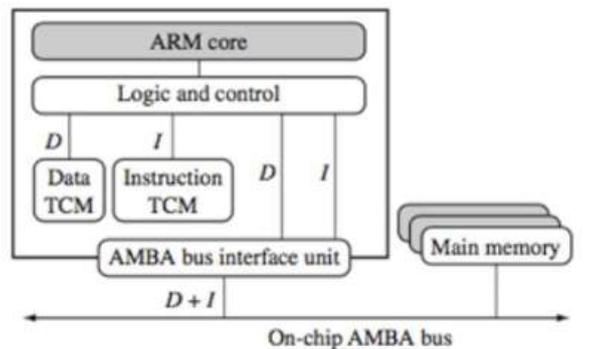 ARM core
Logic and control
D
I
D
I
Data
TCM
Instruction
TCM
Main memory
AMBA bus interface unit
D + I
On-chip AMBA bus